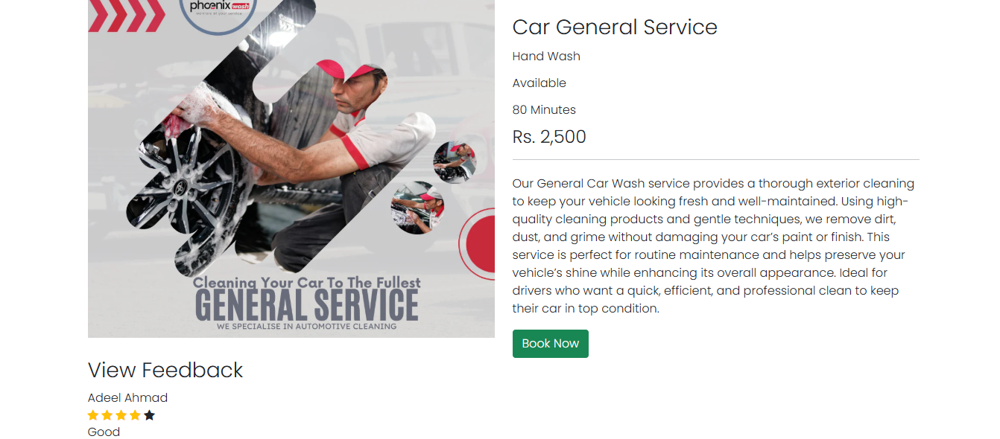 phoenix wash
Cleaning Your Car To The Fullest
GENERAL SERVICE
WE SPECIALISE IN AUTOMOTIVE CLEANING
View Feedback
Adeel Ahmad
Good
Car General Service
Hand Wash
Available
80 Minutes
Rs. 2,500
Our General Car Wash service provides a thorough exterior cleaning
to keep your vehicle looking fresh and well-maintained. Using high-
quality cleaning products and gentle techniques, we remove dirt,
dust, and grime without damaging your car’s paint or finish. This
service is perfect for routine maintenance and helps preserve your
vehicle’s shine while enhancing its overall appearance. Ideal for
drivers who want a quick, efficient, and professional clean to keep
their car in top condition.
Book Now